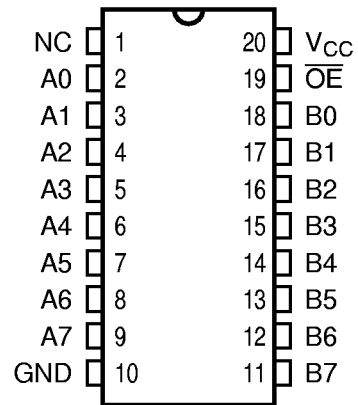 NC 1 20 V_CC
A0 2 19 O̅E̅
A1 3 18 B0
A2 4 17 B1
A3 5 16 B2
A4 6 15 B3
A5 7 14 B4
A6 8 13 B5
A7 9 12 B6
GND 10 11 B7